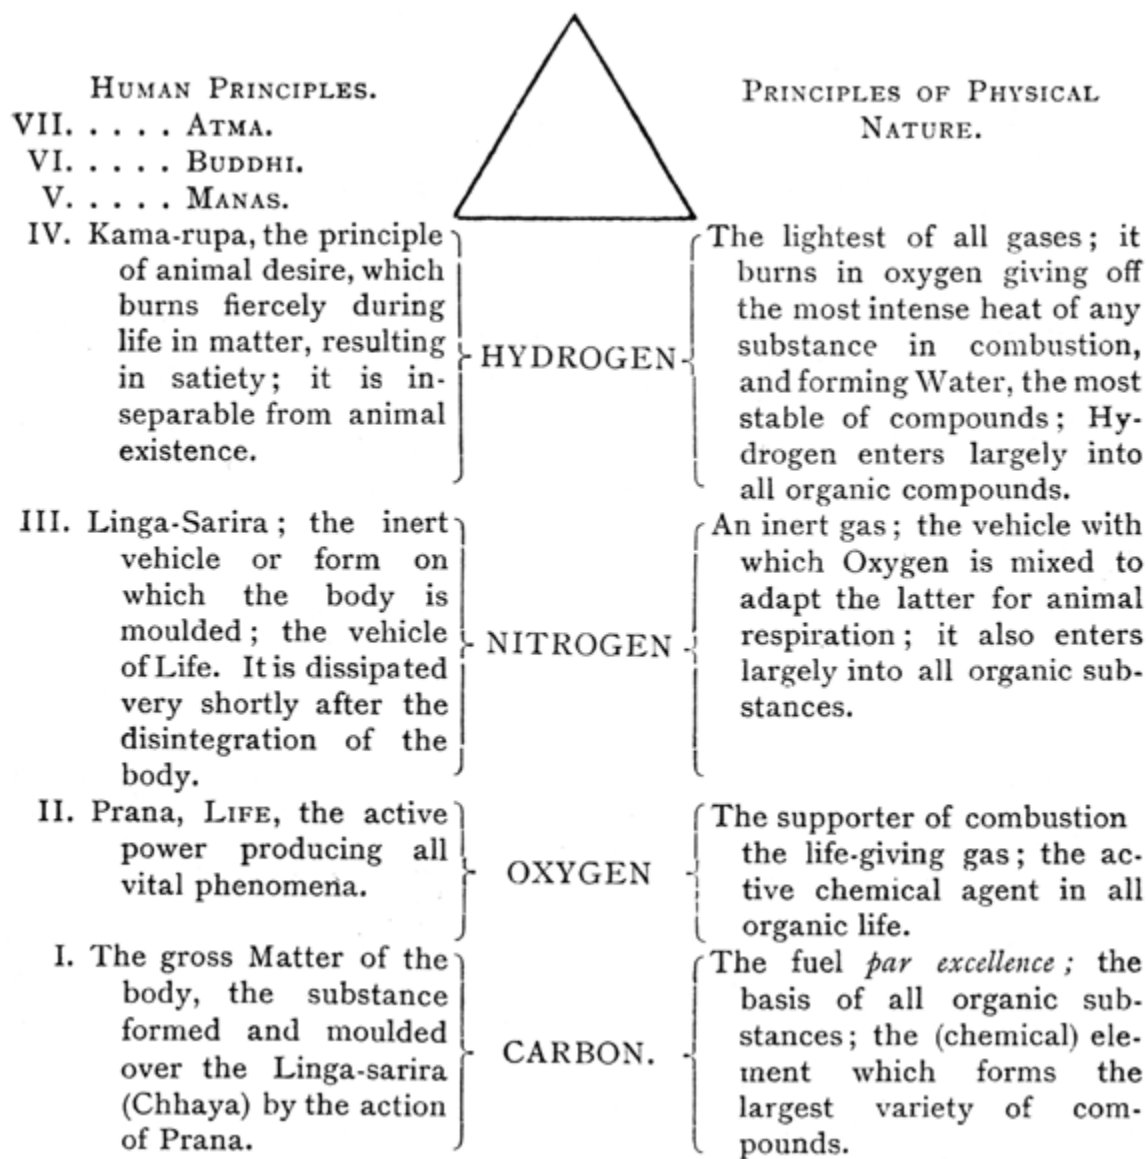 HUMAN PRINCIPLES.
VII. . . . . ATMA.
VI. . . . . BUDDHI.
V. . . . . MANAS.
PRINCIPLES OF PHYSICAL
NATURE.
IV. Kama-rupa, the principle
of animal desire, which
burns fiercely during
life in matter, resulting
in satiety; it is in-
separable from animal
existence.
HYDROGEN
The lightest of all gases; it
burns in oxygen giving off
the most intense heat of any
substance in combustion,
and forming Water, the most
stable of compounds; Hy-
drogen enters largely into
all organic compounds.
III. Linga-Sarira; the inert
vehicle or form on
which the body is
moulded; the vehicle
of Life. It is dissipated
very shortly after the
disintegration of the
body.
NITROGEN
An inert gas; the vehicle with
which Oxygen is mixed to
adapt the latter for animal
respiration; it also enters
largely into all organic sub-
stances.
II. Prana, LIFE, the active
power producing all
vital phenomena.
OXYGEN
The supporter of combustion
the life-giving gas; the ac-
tive chemical agent in all
organic life.
I. The gross Matter of the
body, the substance
formed and moulded
over the Linga-sarira
(Chhaya) by the action
of Prana.
CARBON.
The fuel par excellence; the
basis of all organic sub-
stances; the (chemical) ele-
ment which forms the
largest variety of com-
pounds.